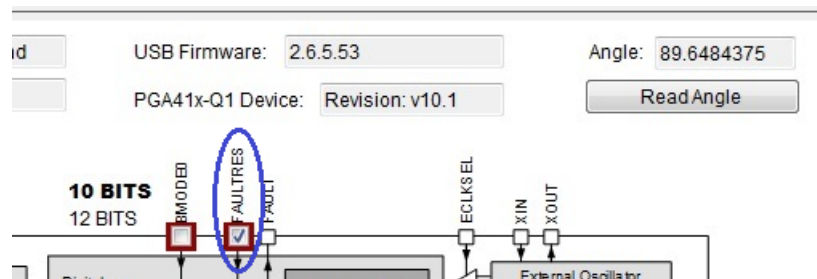 USB Firmware: 2.6.5.53 Angle: 89.6484375
PGA41x-Q1 Device: Revision: v10.1 Read Angle
10 BITS
12 BITS
BMODE0
FAULTRES
FAULT
ECLKSEL
XIN
XOUT
External Oscillator